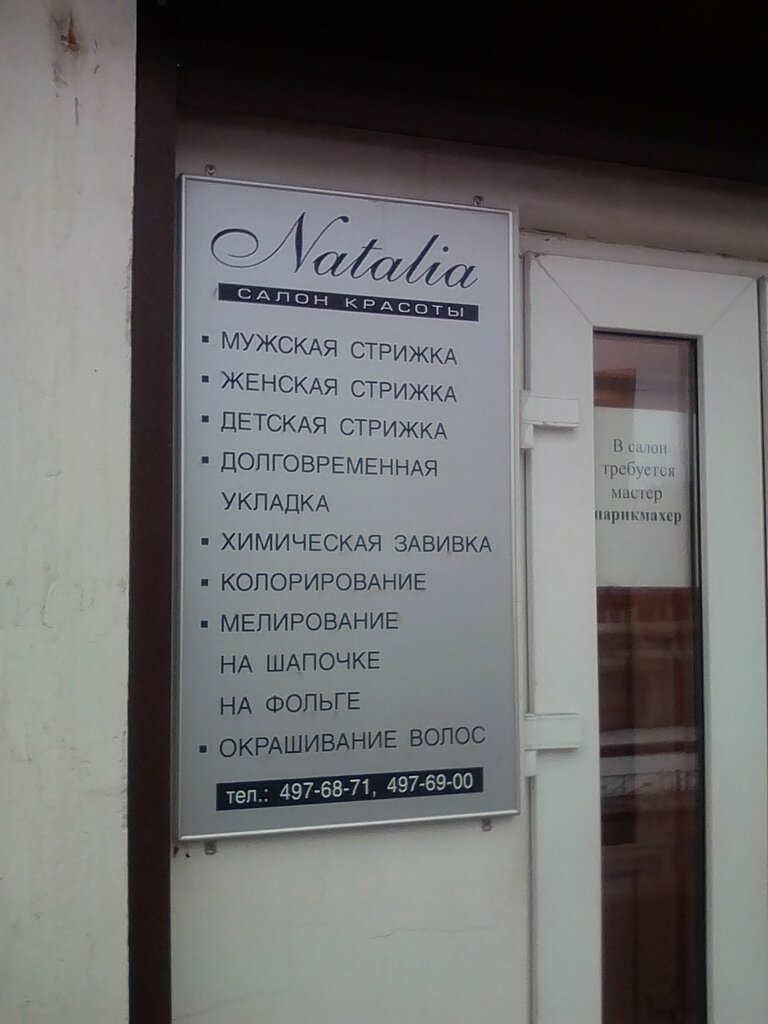 Natalia
САЛОН КРАСОТЫ
▪ МУЖСКАЯ СТРИЖКА
▪ ЖЕНСКАЯ СТРИЖКА
▪ ДЕТСКАЯ СТРИЖКА
▪ ДОЛГОВРЕМЕННАЯ
УКЛАДКА
▪ ХИМИЧЕСКАЯ ЗАВИВКА
▪ КОЛОРИРОВАНИЕ
▪ МЕЛИРОВАНИЕ
НА ШАПОЧКЕ
НА ФОЛЬГЕ
▪ ОКРАШИВАНИЕ ВОЛОС
тел.: 497-68-71, 497-69-00
В салон
требуется
мастер
парикмахер